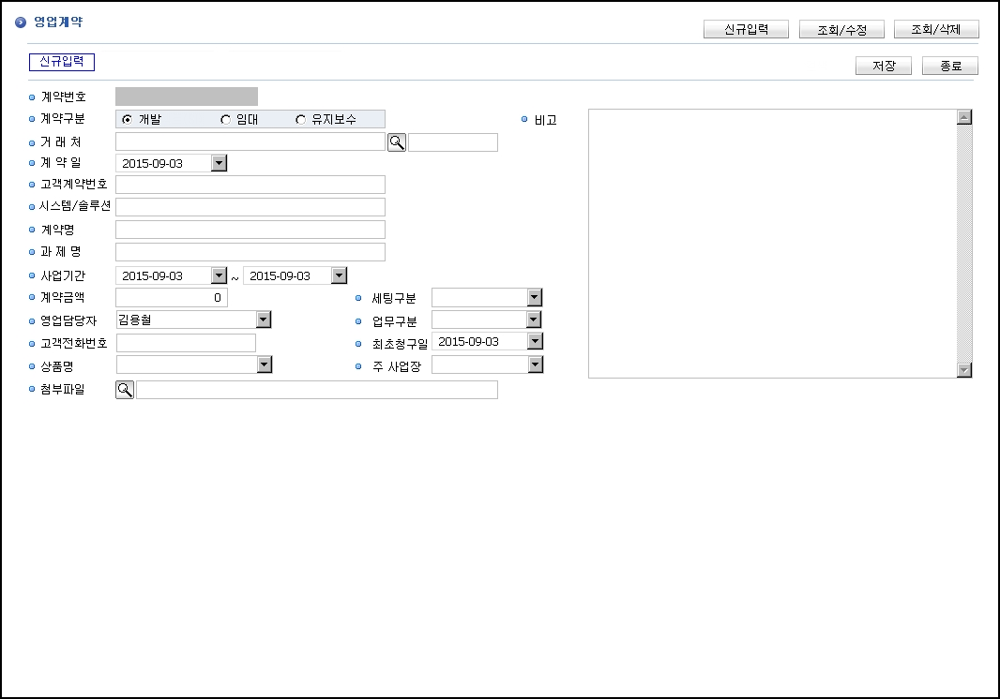 영업계약
신규입력 조회/수정 조회/삭제
신규입력 저장 종료
계약번호
계약구분 개발 임대 유지보수 비고
거 래 처
계 약 일 2015-09-03
고객계약번호
시스템/솔루션
계약명
과 제 명
사업기간 2015-09-03 ~ 2015-09-03
계약금액 0 세팅구분
영업담당자 김용철 업무구분
고객전화번호 최초청구일 2015-09-03
상품명 주 사업장
첨부파일